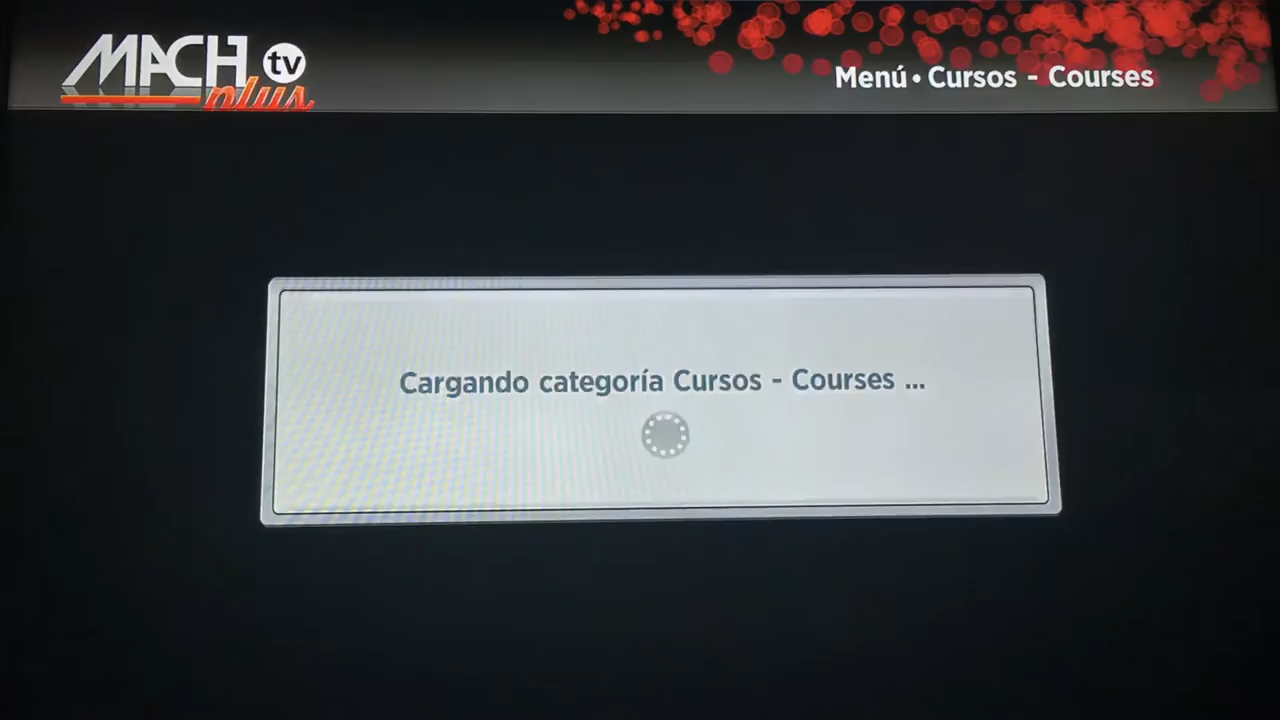 MACH tv
plus
Menú • Cursos - Courses
Cargando categoría Cursos - Courses ...